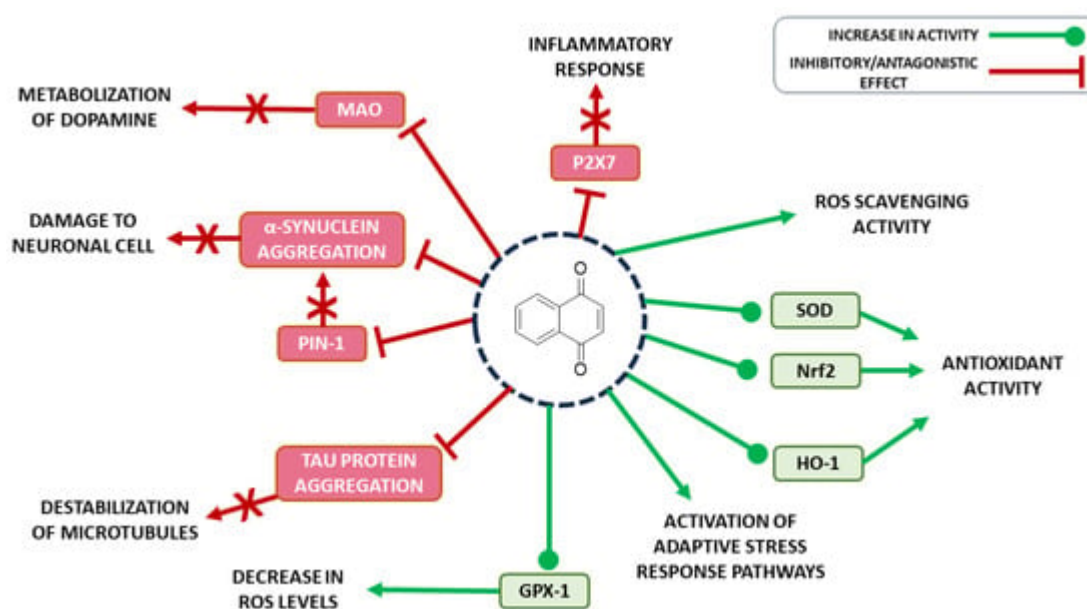 INFLAMMATORY
RESPONSE
INCREASE IN ACTIVITY
INHIBITORY/ANTAGONISTIC
EFFECT
METABOLIZATION
OF DOPAMINE
MAO
P2X7
DAMAGE TO
NEURONAL CELL
α-SYNUCLEIN
AGGREGATION
ROS SCAVENGING
ACTIVITY
O
O
PIN-1
SOD
Nrf2
ANTIOXIDANT
ACTIVITY
HO-1
TAU PROTEIN
AGGREGATION
DESTABILIZATION
OF MICROTUBULES
ACTIVATION OF
ADAPTIVE STRESS
RESPONSE PATHWAYS
DECREASE IN
ROS LEVELS
GPX-1